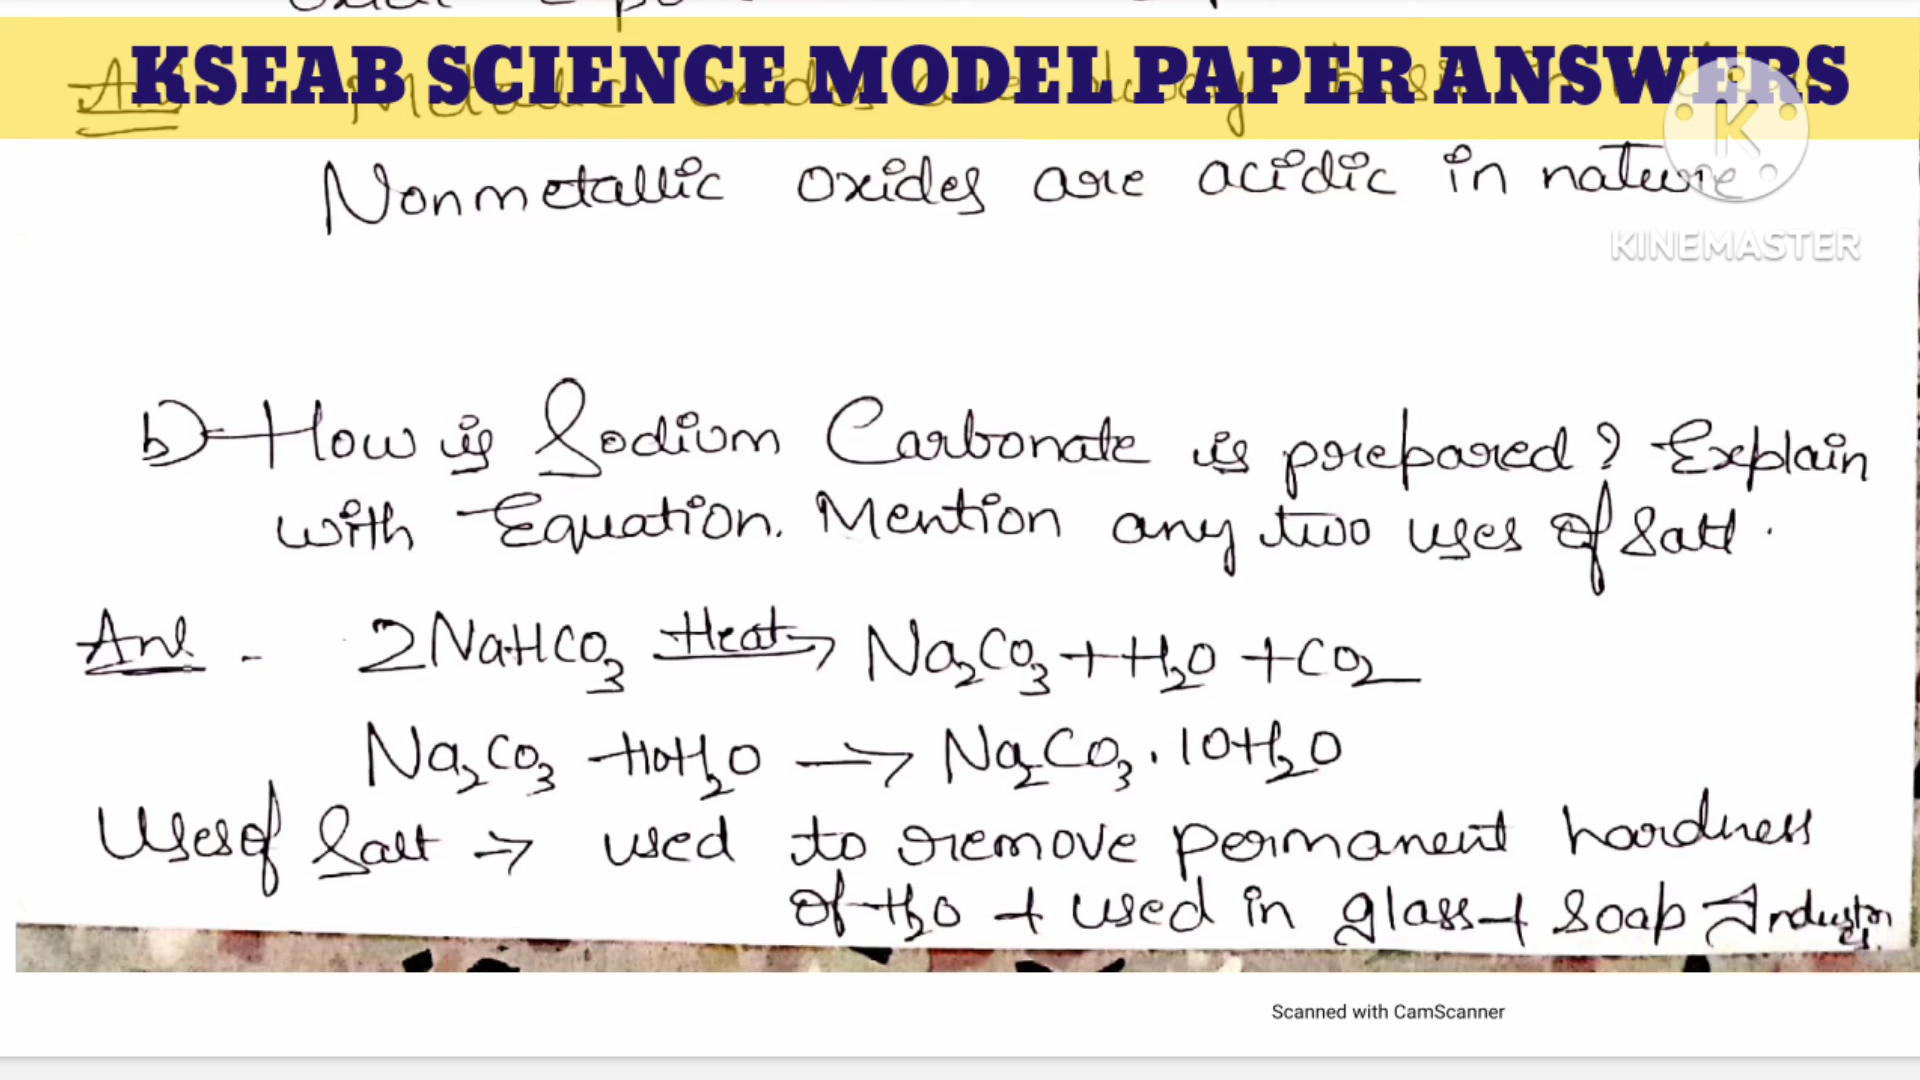 KSEAB SCIENCE MODEL PAPER ANSWERS
Nonmetallic oxides are acidic in nature
KINEMASTER
b) How is Sodium Carbonate is prepared? Explain
with Equation. Mention any two uses of Salt.
Ans - 2NaHCO3 Heat→ Na2CO3 + H2O + CO2
Na2CO3 + 10H2O → Na2CO3.10H2O
Uses of Salt → used to remove permanent hardness
of H2O + used in glass + Soap Industries.
Scanned with CamScanner